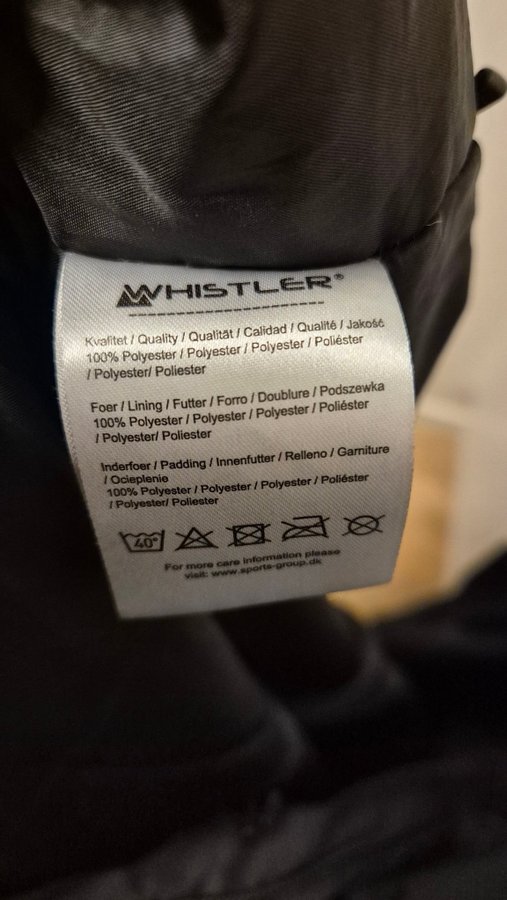 WHISTLER®
Kvalitet / Quality / Qualität / Calidad / Qualité / Jakość
100% Polyester / Polyester / Polyester / Poliéster
/ Polyester/ Poliester
Foer / Lining / Futter / Forro / Doublure / Podszewka
100% Polyester / Polyester / Polyester / Poliéster
/ Polyester/ Poliester
Inderfoer / Padding / Innenfutter / Relleno / Garniture
/ Ocieplenie
100% Polyester / Polyester / Polyester / Poliéster
/ Polyester/ Poliester
40°
For more care information please
visit: www.sports-group.dk